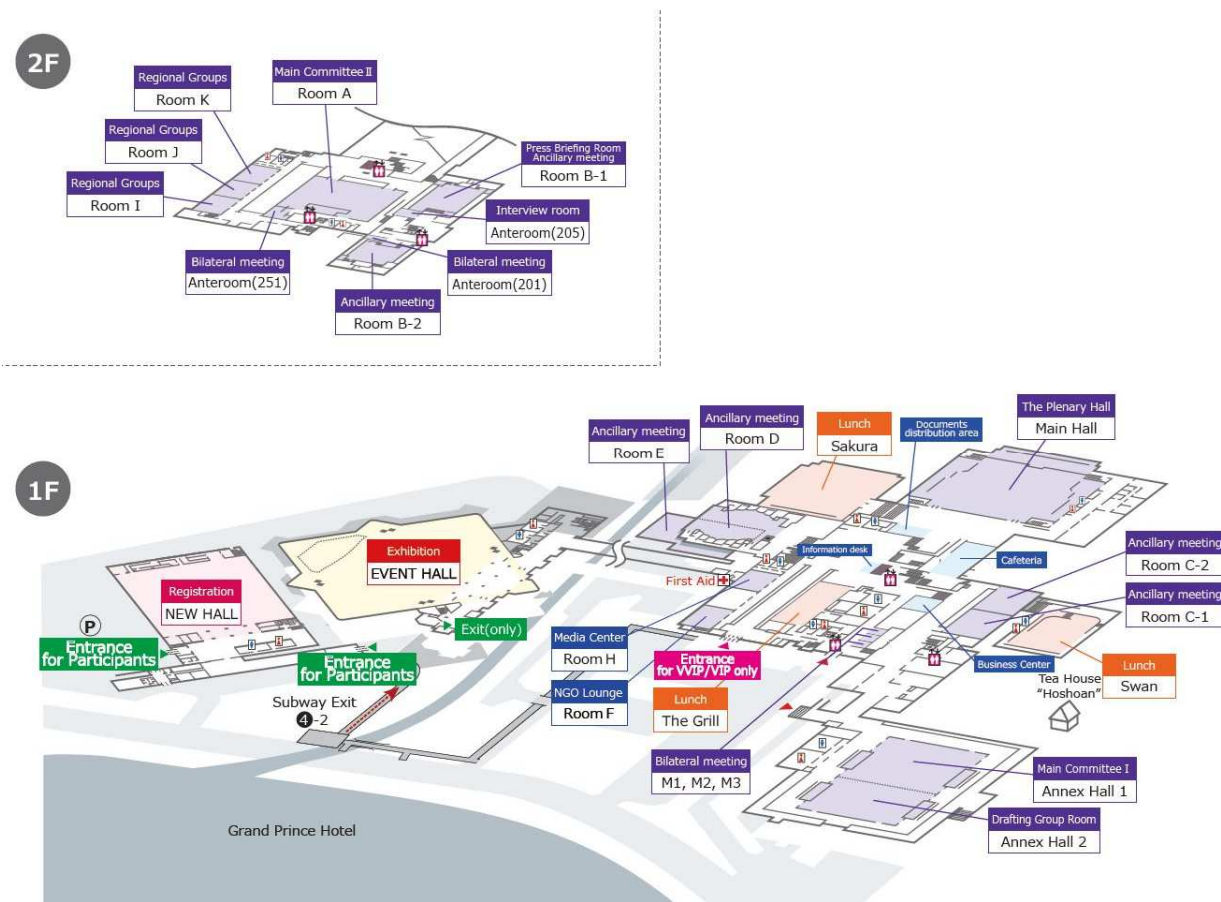 2F
Regional Groups
Room K
Main Committee Ⅱ
Room A
Regional Groups
Room J
Press Briefing Room
Ancillary meeting
Room B-1
Regional Groups
Room I
Interview room
Anteroom(205)
Bilateral meeting
Anteroom(251)
Bilateral meeting
Anteroom(201)
Ancillary meeting
Room B-2
1F
The Plenary Hall
Main Hall
Ancillary meeting
Room D
Lunch
Sakura
Documents
distribution area
Ancillary meeting
Room E
Exhibition
EVENT HALL
Information desk
Cafeteria
Ancillary meeting
Room C-2
Registration
NEW HALL
First Aid
Ancillary meeting
Room C-1
P
Entrance
for Participants
Exit(only)
Entrance
for Participants
Media Center
Room H
Entrance
for VVIP/VIP only
Business Center
Lunch
Swan
Tea House
"Hoshoan"
Subway Exit
4-2
NGO Lounge
Room F
Lunch
The Grill
Bilateral meeting
M1, M2, M3
Main Committee I
Annex Hall 1
Drafting Group Room
Annex Hall 2
Grand Prince Hotel